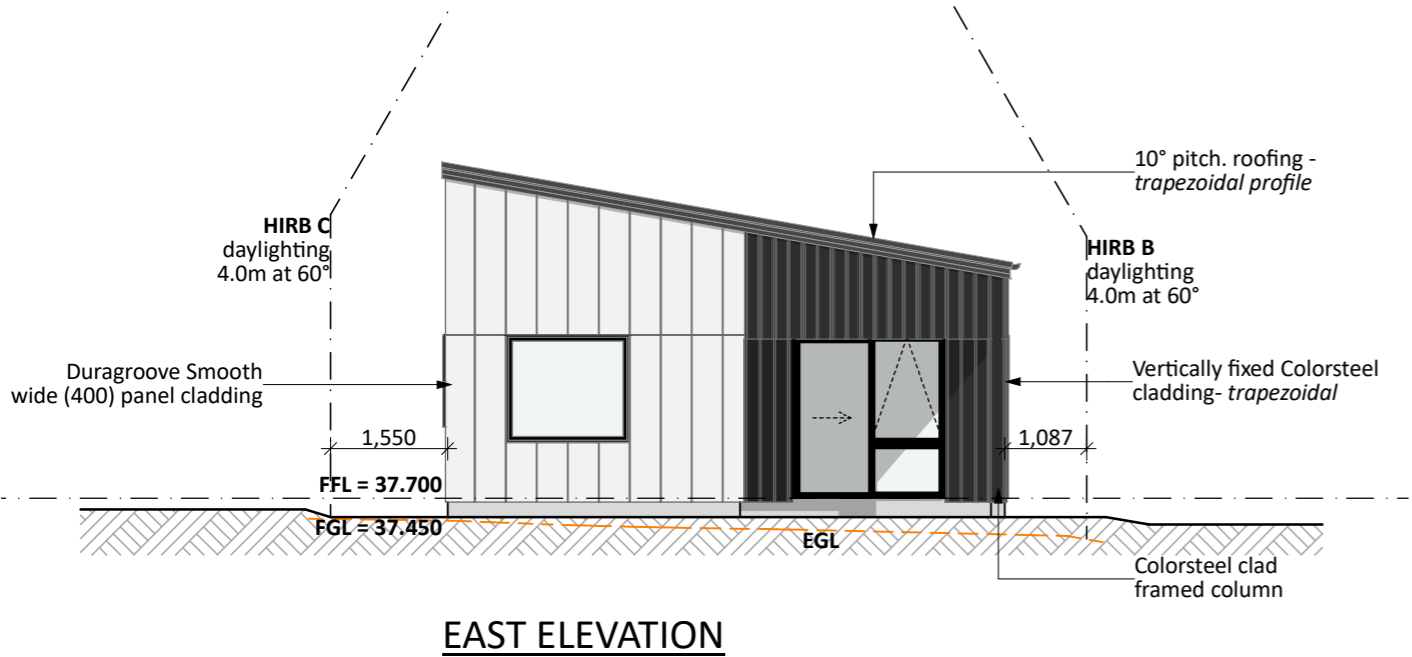 10° pitch. roofing -
trapezoidal profile
HIRB C
daylighting
4.0m at 60°
HIRB B
daylighting
4.0m at 60°
Duragroove Smooth
wide (400) panel cladding
Vertically fixed Colorsteel
cladding- trapezoidal
1,550
1,087
FFL = 37.700
FGL = 37.450
EGL
Colorsteel clad
framed column
EAST ELEVATION